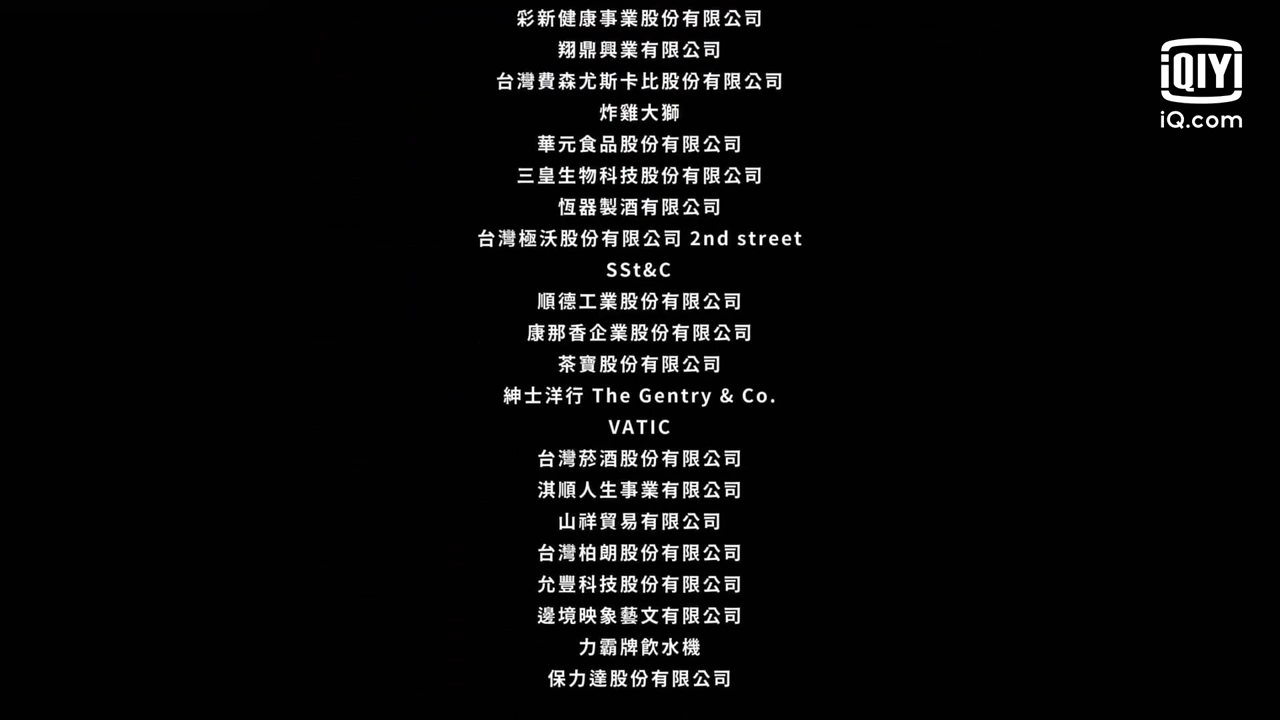 彩新健康事業股份有限公司
翔鼎興業有限公司
台灣費森尤斯卡比股份有限公司
炸雞大獅
華元食品股份有限公司
三皇生物科技股份有限公司
恆器製酒有限公司
台灣極沃股份有限公司 2nd street
SSt&C
順德工業股份有限公司
康那香企業股份有限公司
茶寶股份有限公司
紳士洋行 The Gentry & Co.
VATIC
台灣菸酒股份有限公司
淇順人生事業有限公司
山祥貿易有限公司
台灣柏朗股份有限公司
允豐科技股份有限公司
邊境映象藝文有限公司
力霸牌飲水機
保力達股份有限公司
iQIYI
iQ.com